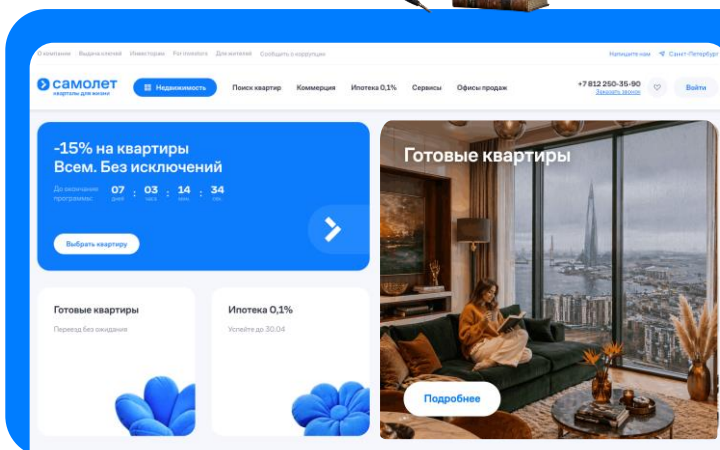 О компании Выдача ключей Инвесторам For investors Для жителей Сообщить о коррупции
Напишите нам Санкт-Петербург
самолет
квартиры для жизни
Недвижимость Поиск квартир Коммерция Ипотека 0,1% Сервисы Офисы продаж
+7 812 250-35-90
Заказать звонок
Войти
-15% на квартиры
Всем. Без исключений
До окончания программы:
07 : 03 : 14 : 34
дней часа мин сек
Выбрать квартиру
Готовые квартиры
Подробнее
Готовые квартиры
Переезд без ожидания
Ипотека 0,1%
Успейте до 30.04